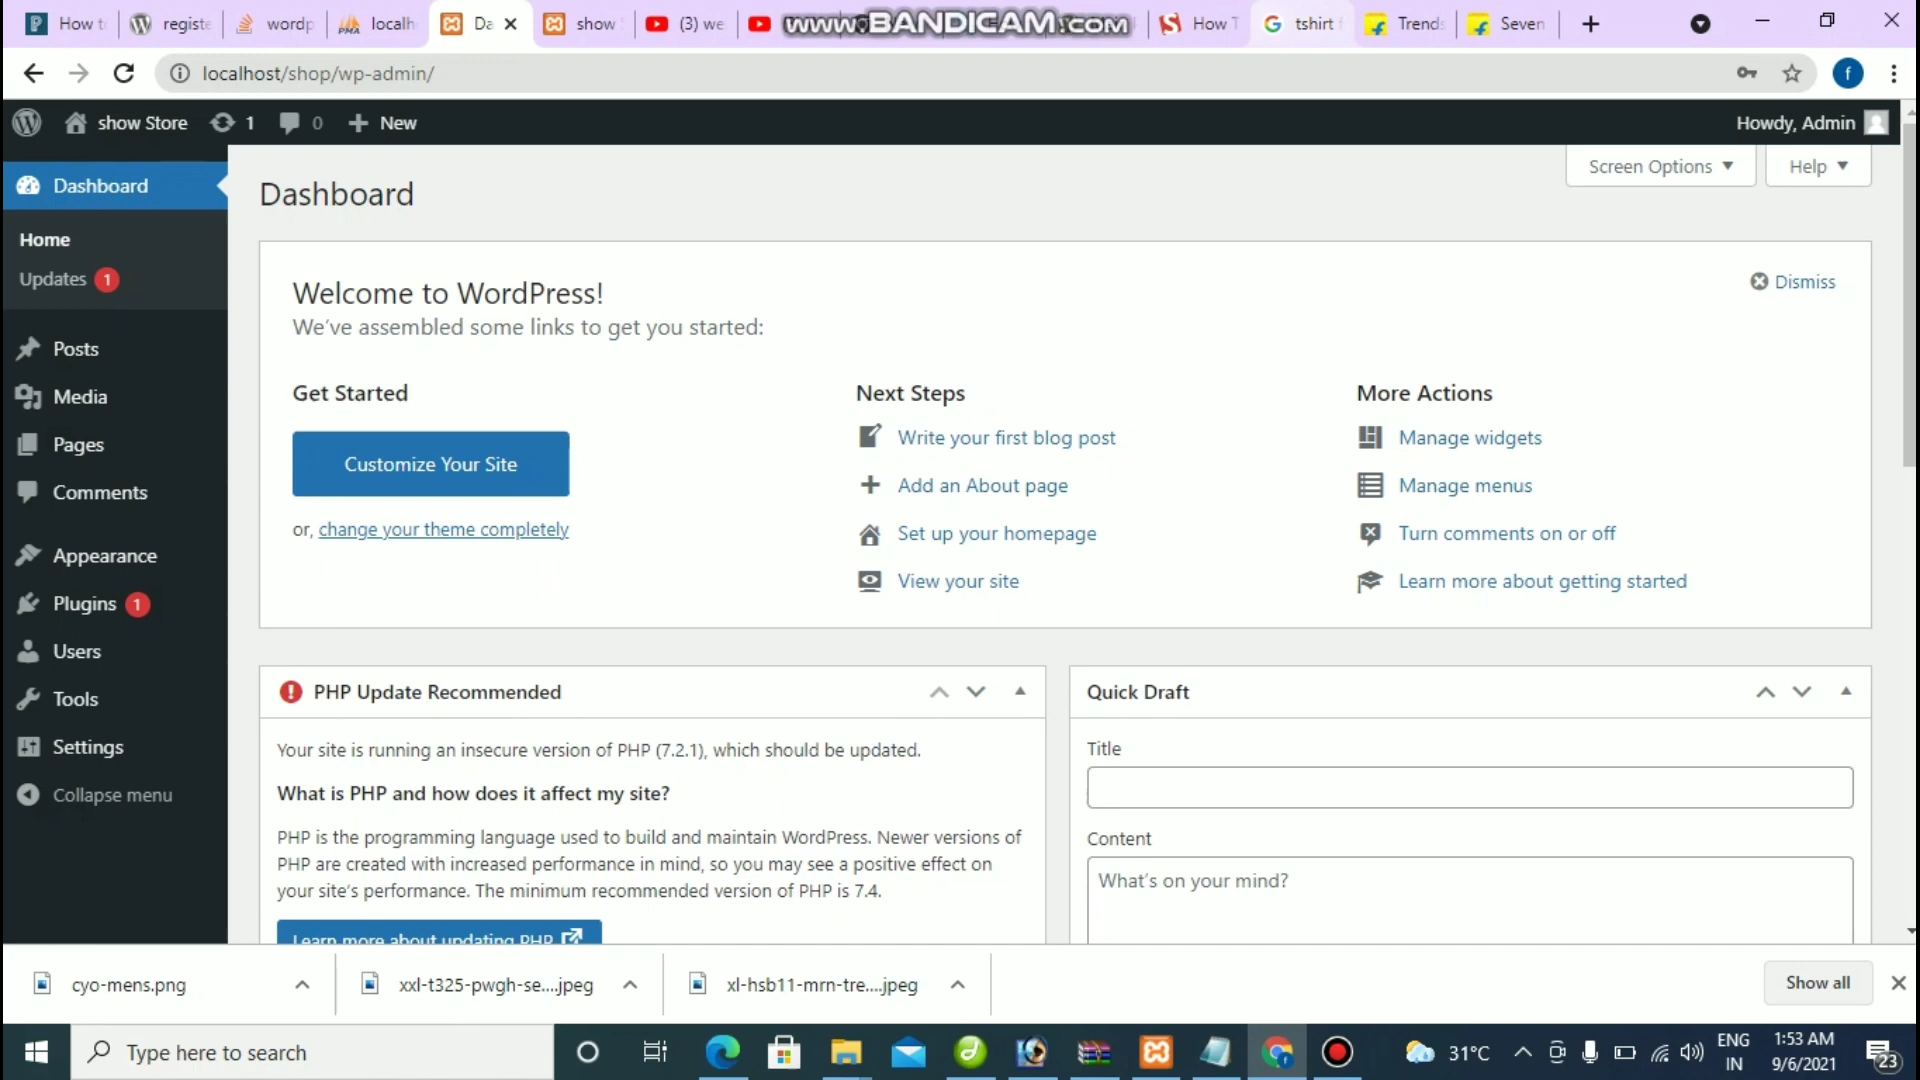 How t
registe
wordp
localh
Da
show
(3) we
www.BANDICAM.com
How T
tshirt
Trends
Seven
localhost/shop/wp-admin/
f
show Store
1
0
New
Howdy, Admin
Screen Options
Help
Dashboard
Home
Updates 1
Posts
Media
Pages
Comments
Appearance
Plugins 1
Users
Tools
Settings
Collapse menu
Dashboard
Welcome to WordPress!
We've assembled some links to get you started:
Dismiss
Get Started
Customize Your Site
or, change your theme completely
Next Steps
Write your first blog post
Add an About page
Set up your homepage
View your site
More Actions
Manage widgets
Manage menus
Turn comments on or off
Learn more about getting started
PHP Update Recommended
Your site is running an insecure version of PHP (7.2.1), which should be updated.
What is PHP and how does it affect my site?
PHP is the programming language used to build and maintain WordPress. Newer versions of
PHP are created with increased performance in mind, so you may see a positive effect on
your site's performance. The minimum recommended version of PHP is 7.4.
Learn more about updating PHP
Quick Draft
Title
Content
What's on your mind?
cyo-mens.png
xxl-t325-pwgh-se....jpeg
xl-hsb11-mrn-tre....jpeg
Show all
Type here to search
31°C
ENG
IN
1:53 AM
9/6/2021
23